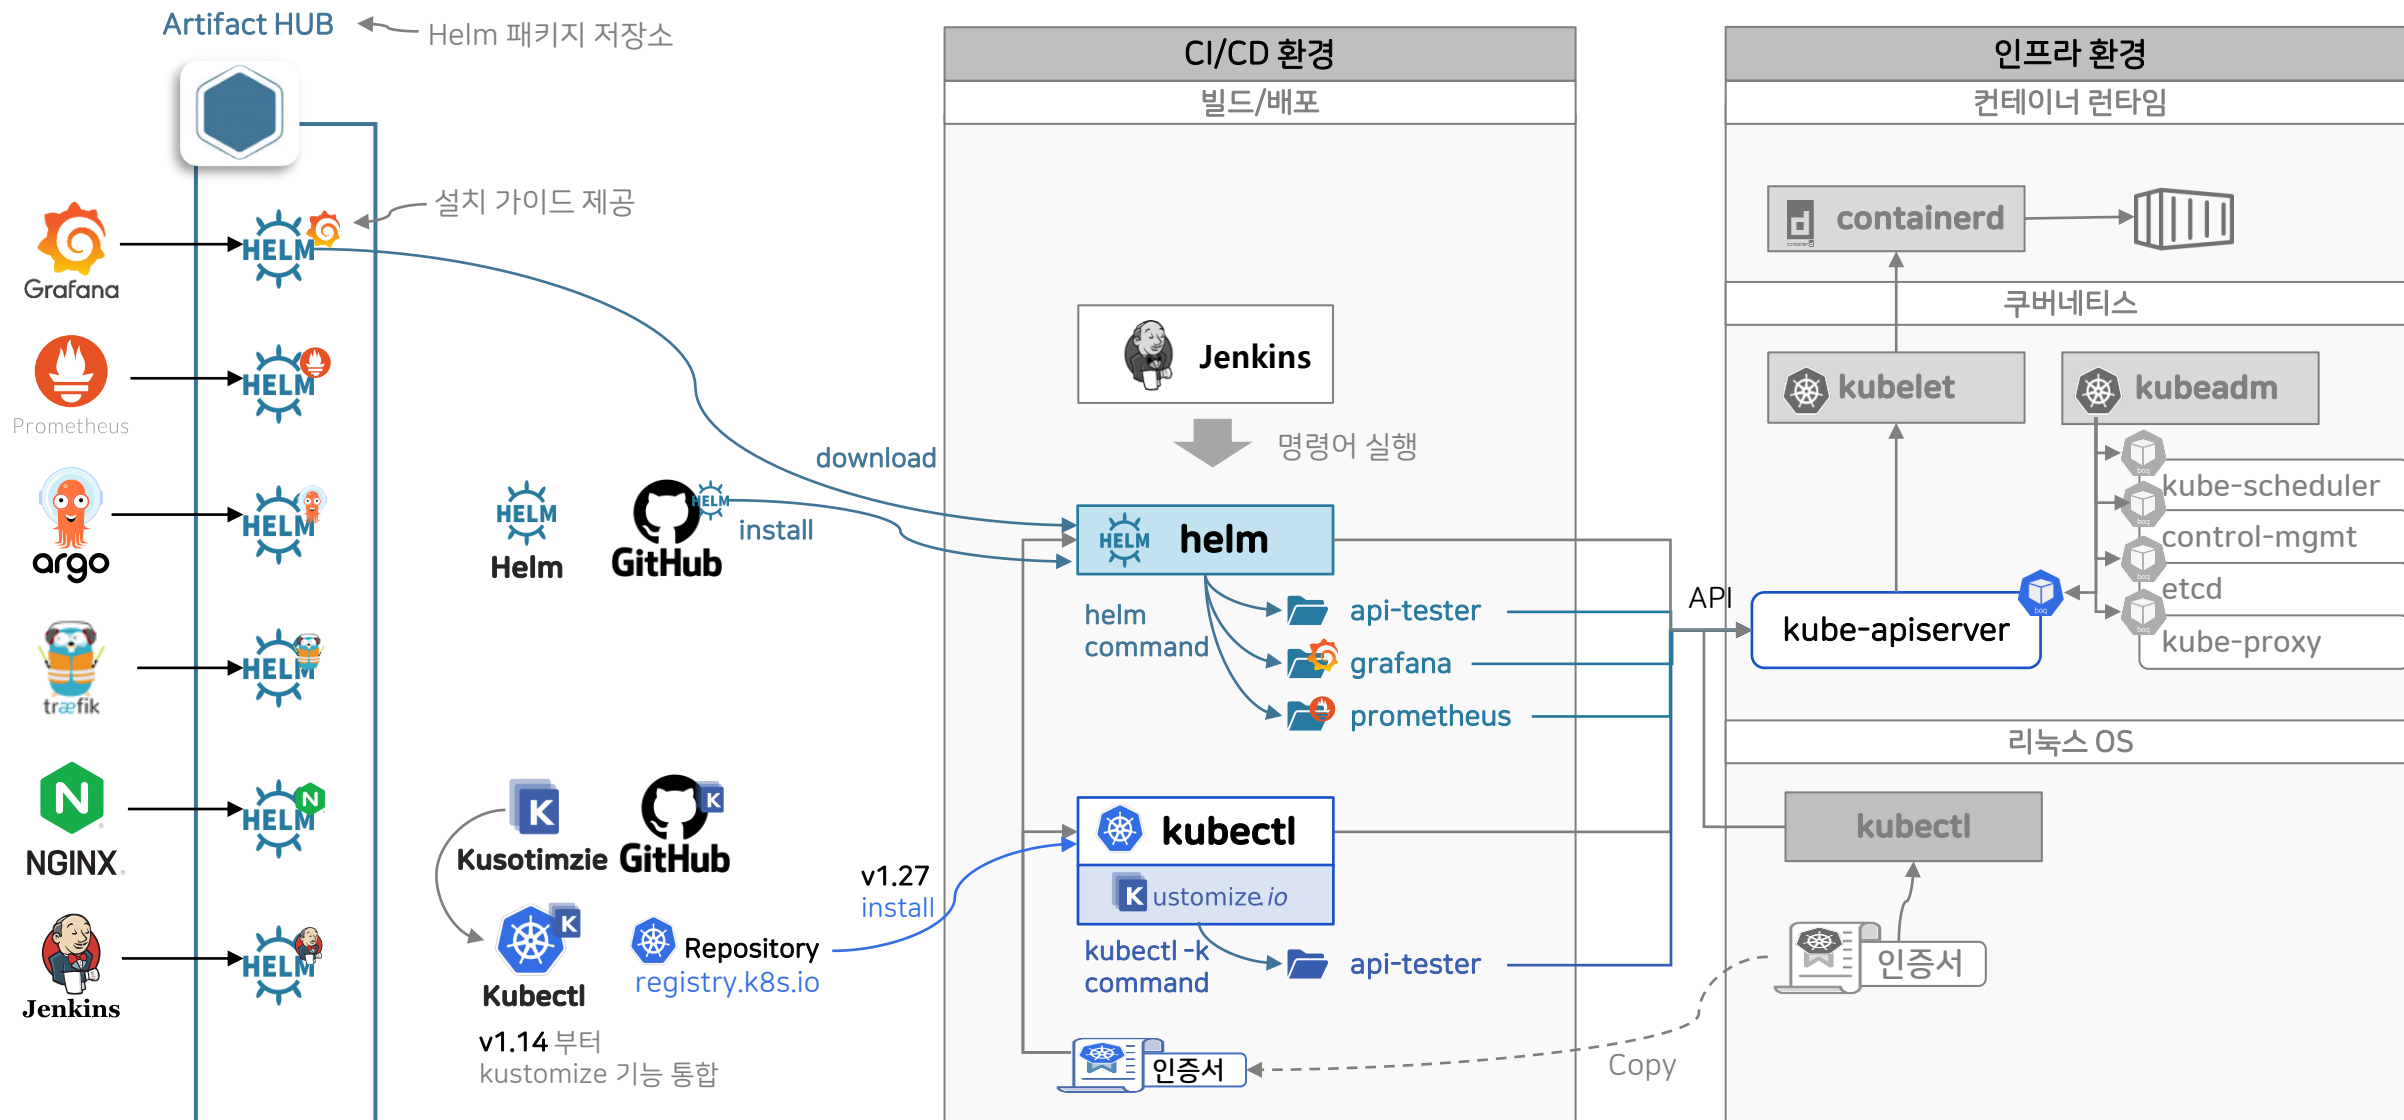 Artifact HUB
Helm 패키지 저장소
설치 가이드 제공
Grafana
HELM
Prometheus
HELM
argo
HELM
træfik
HELM
NGINX
HELM
Jenkins
HELM
download
HELM
Helm
GitHub
HELM
install
K
Kusotimzie
GitHub
K
K
Kubectl
v1.14 부터
kustomize 기능 통합
Repository
registry.k8s.io
v1.27
install
CI/CD 환경
빌드/배포
Jenkins
명령어 실행
HELM
helm
helm
command
api-tester
grafana
prometheus
kubectl
K
ustomize.io
kubectl -k
command
api-tester
인증서
Copy
API
인프라 환경
컨테이너 런타임
containerd
쿠버네티스
kubelet
kubeadm
kube-scheduler
control-mgmt
etcd
kube-proxy
kube-apiserver
리눅스 OS
kubectl
인증서